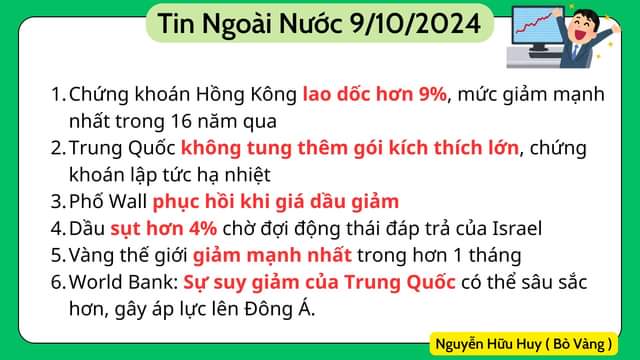 Tin Ngoài Nước 9/10/2024
1. Chứng khoán Hồng Kông lao dốc hơn 9%, mức giảm mạnh
nhất trong 16 năm qua
2. Trung Quốc không tung thêm gói kích thích lớn, chứng
khoán lập tức hạ nhiệt
3. Phố Wall phục hồi khi giá dầu giảm
4. Dầu sụt hơn 4% chờ đợi động thái đáp trả của Israel
5. Vàng thế giới giảm mạnh nhất trong hơn 1 tháng
6. World Bank: Sự suy giảm của Trung Quốc có thể sâu sắc
hơn, gây áp lực lên Đông Á.
Nguyễn Hữu Huy ( Bò Vàng )